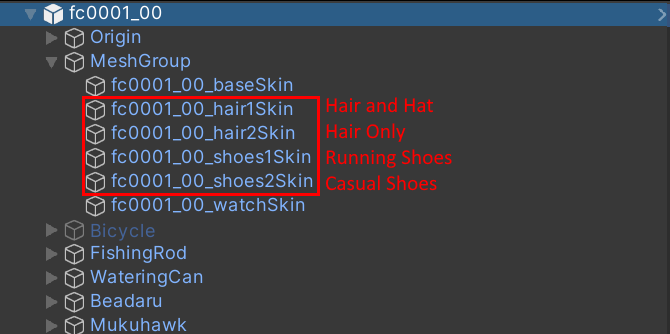 fc0001_00
Origin
MeshGroup
fc0001_00_baseSkin
fc0001_00_hair1Skin Hair and Hat
fc0001_00_hair2Skin Hair Only
fc0001_00_shoes1Skin Running Shoes
fc0001_00_shoes2Skin Casual Shoes
fc0001_00_watchSkin
Bicycle
FishingRod
WateringCan
Beadaru
Mukuhawk